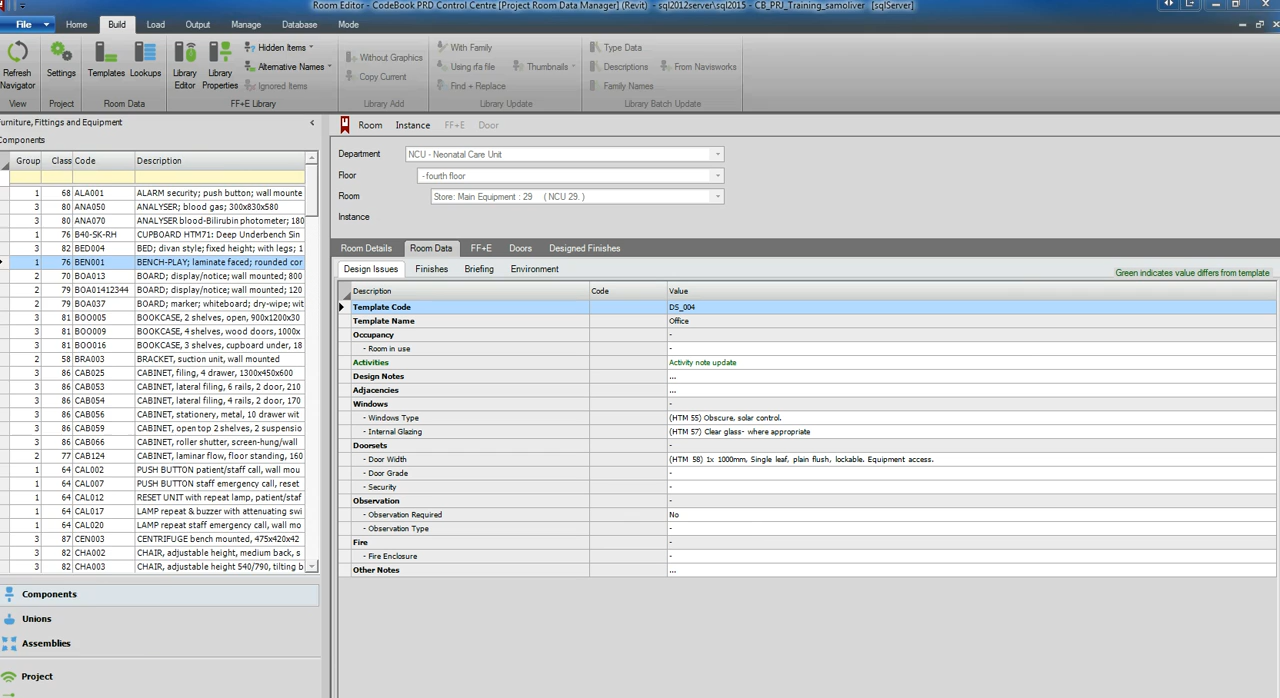 Room Editor - CodeBook PRD Control Centre [Project Room Data Manager] (Revit) - sql2012server\sql2015 - CB_PRJ_Training_samoliver [sqlServer]
File Home Build Load Output Manage Database Mode
Refresh Navigator
Settings
Templates
Lookups
Library Editor
Library Properties
Hidden Items
Alternative Names
Ignored Items
Without Graphics
Copy Current
With Family
Using rfa file
Thumbnails
Find + Replace
Type Data
Descriptions
From Navisworks
Family Names
View Project Room Data FF+E Library Library Add Library Update Library Batch Update
urniture, Fittings and Equipment
omponents
Group Class Code Description
1 68 ALA001 ALARM security; push button; wall mounte
3 80 ANA050 ANALYSER; blood gas; 300x830x580
3 80 ANA075 ANALYSER blood-Bilirubin photometer; 180
1 76 B40-SK-RH CUPBOARD HTM71: Deep Underbench Sin
3 82 BED004 BED; divan style; fixed height; with legs; 1
1 76 BEN001 BENCH-PLAY; laminate faced; rounded cor
2 70 BOA013 BOARD; display/notice; wall mounted; 800
2 79 BOA01412344 BOARD; display/notice; wall mounted; 120
2 79 BOA037 BOARD; marker; whiteboard; dry-wipe; wit
3 81 BOO005 BOOKCASE, 2 shelves, open, 900x1200x30
3 81 BOO009 BOOKCASE, 4 shelves, wood doors, 1000x
3 81 BOO016 BOOKCASE, 3 shelves, cupboard under, 18
2 58 BRA003 BRACKET, suction unit, wall mounted
3 86 CAB025 CABINET, filing, 4 drawer, 1300x450x600
3 86 CAB053 CABINET, lateral filing, 6 rails, 2 door, 210
3 86 CAB054 CABINET, lateral filing, 4 rails, 2 door, 170
3 86 CAB056 CABINET, stationery, metal, 10 drawer wit
3 86 CAB059 CABINET, open top 2 shelves, 2 suspensio
3 86 CAB066 CABINET, roller shutter, screen-hung/wall
2 77 CAB124 CABINET, laminar flow, floor standing, 160
1 64 CAL002 PUSH BUTTON patient/staff call, wall mou
1 64 CAL007 PUSH BUTTON staff emergency call, reset
1 64 CAL012 RESET UNIT with repeat lamp, patient/staf
1 64 CAL017 LAMP repeat & buzzer with attenuating swi
1 64 CAL020 LAMP repeat staff emergency call, wall mo
3 87 CEN003 CENTRIFUGE bench mounted, 475x420x42
3 82 CHA002 CHAIR, adjustable height, medium back, s
3 82 CHA003 CHAIR, adjustable height 540/790, tilting b
Components
Unions
Assemblies
Project
Room Instance FF+E Door
Department NCU - Neonatal Care Unit
Floor - fourth floor
Room Store: Main Equipment : 29 ( NCU 29. )
Instance
Room Details Room Data FF+E Doors Designed Finishes
Design Issues Finishes Briefing Environment
Green indicates value differs from template
Description Code Value
Template Code DS_004
Template Name Office
Occupancy -
- Room in use -
Activities Activity note update
Design Notes ...
Adjacencies ...
Windows -
- Windows Type (HTM 55) Obscure, solar control.
- Internal Glazing (HTM 57) Clear glass- where appropriate
Doorsets -
- Door Width (HTM 58) 1x 1000mm, Single leaf, plain flush, lockable. Equipment access.
- Door Grade -
- Security -
Observation -
- Observation Required No
- Observation Type -
Fire -
- Fire Enclosure -
Other Notes ...